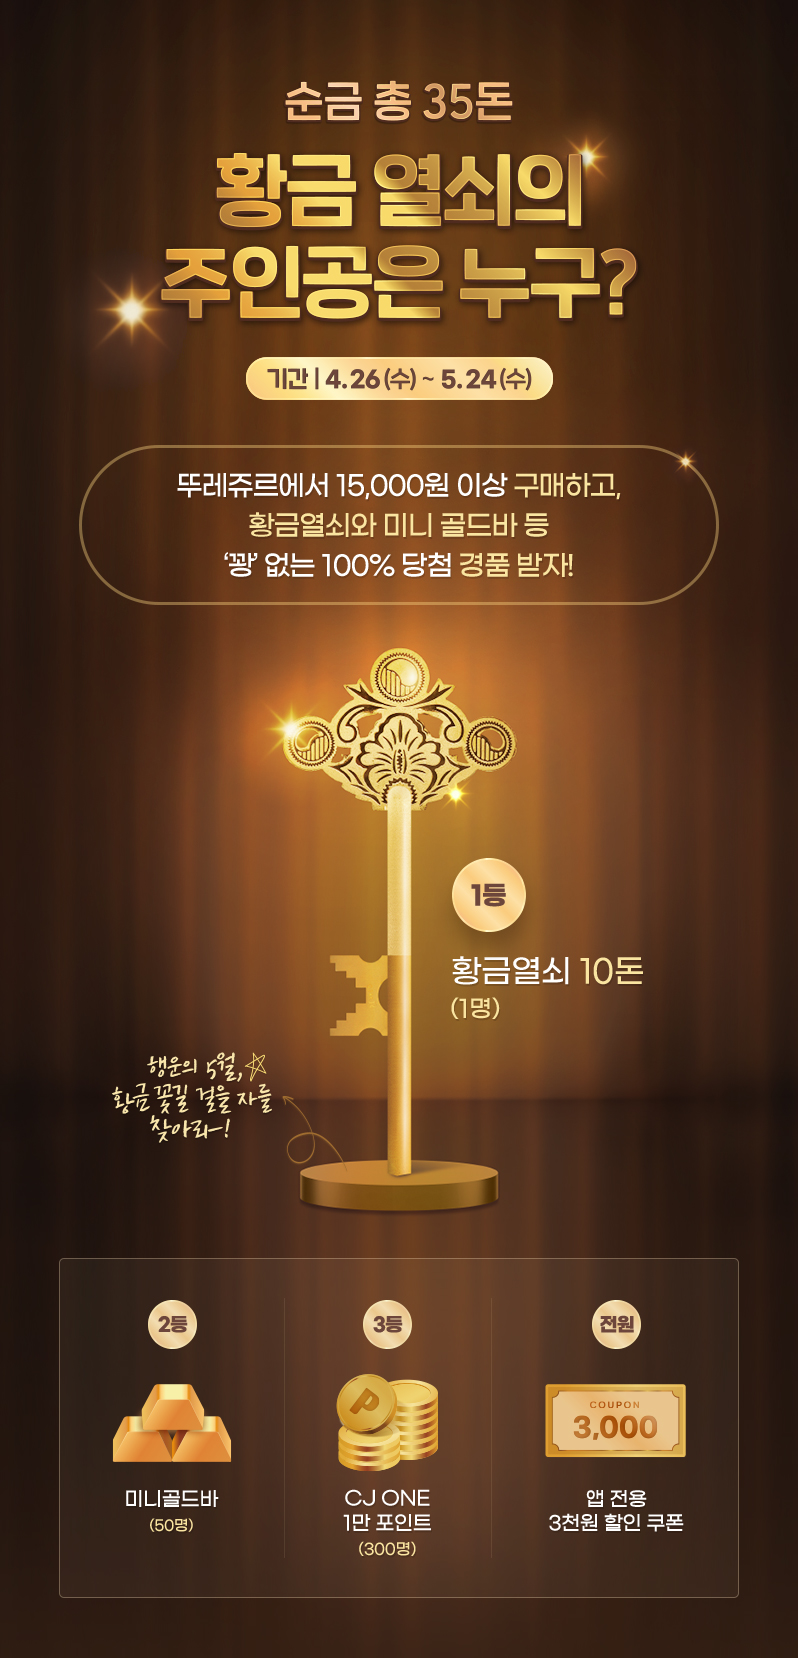 순금 총 35돈
황금 열쇠의
주인공은 누구?
기간 | 4.26(수) ~ 5.24(수)
뚜레쥬르에서 15,000원 이상 구매하고,
황금열쇠와 미니 골드바 등
‘꽝’ 없는 100% 당첨 경품 받자!
1등
황금열쇠 10돈
(1명)
행운의 5월,
황금 꽃길 걸을 자를
찾아라~!
2등
미니골드바
(50명)
3등
P
CJ ONE
1만 포인트
(300명)
전원
COUPON
3,000
앱 전용
3천원 할인 쿠폰